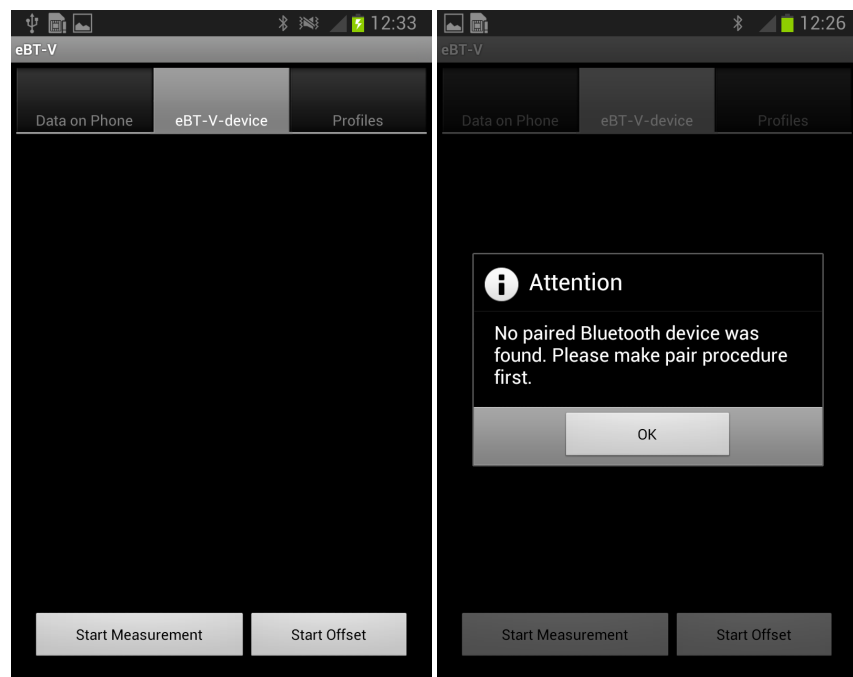 12:33
eBT-V
Data on Phone eBT-V-device Profiles
Start Measurement Start Offset
12:26
eBT-V
Data on Phone eBT-V-device Profiles
Attention
No paired Bluetooth device was
found. Please make pair procedure
first.
OK
Start Measurement Start Offset